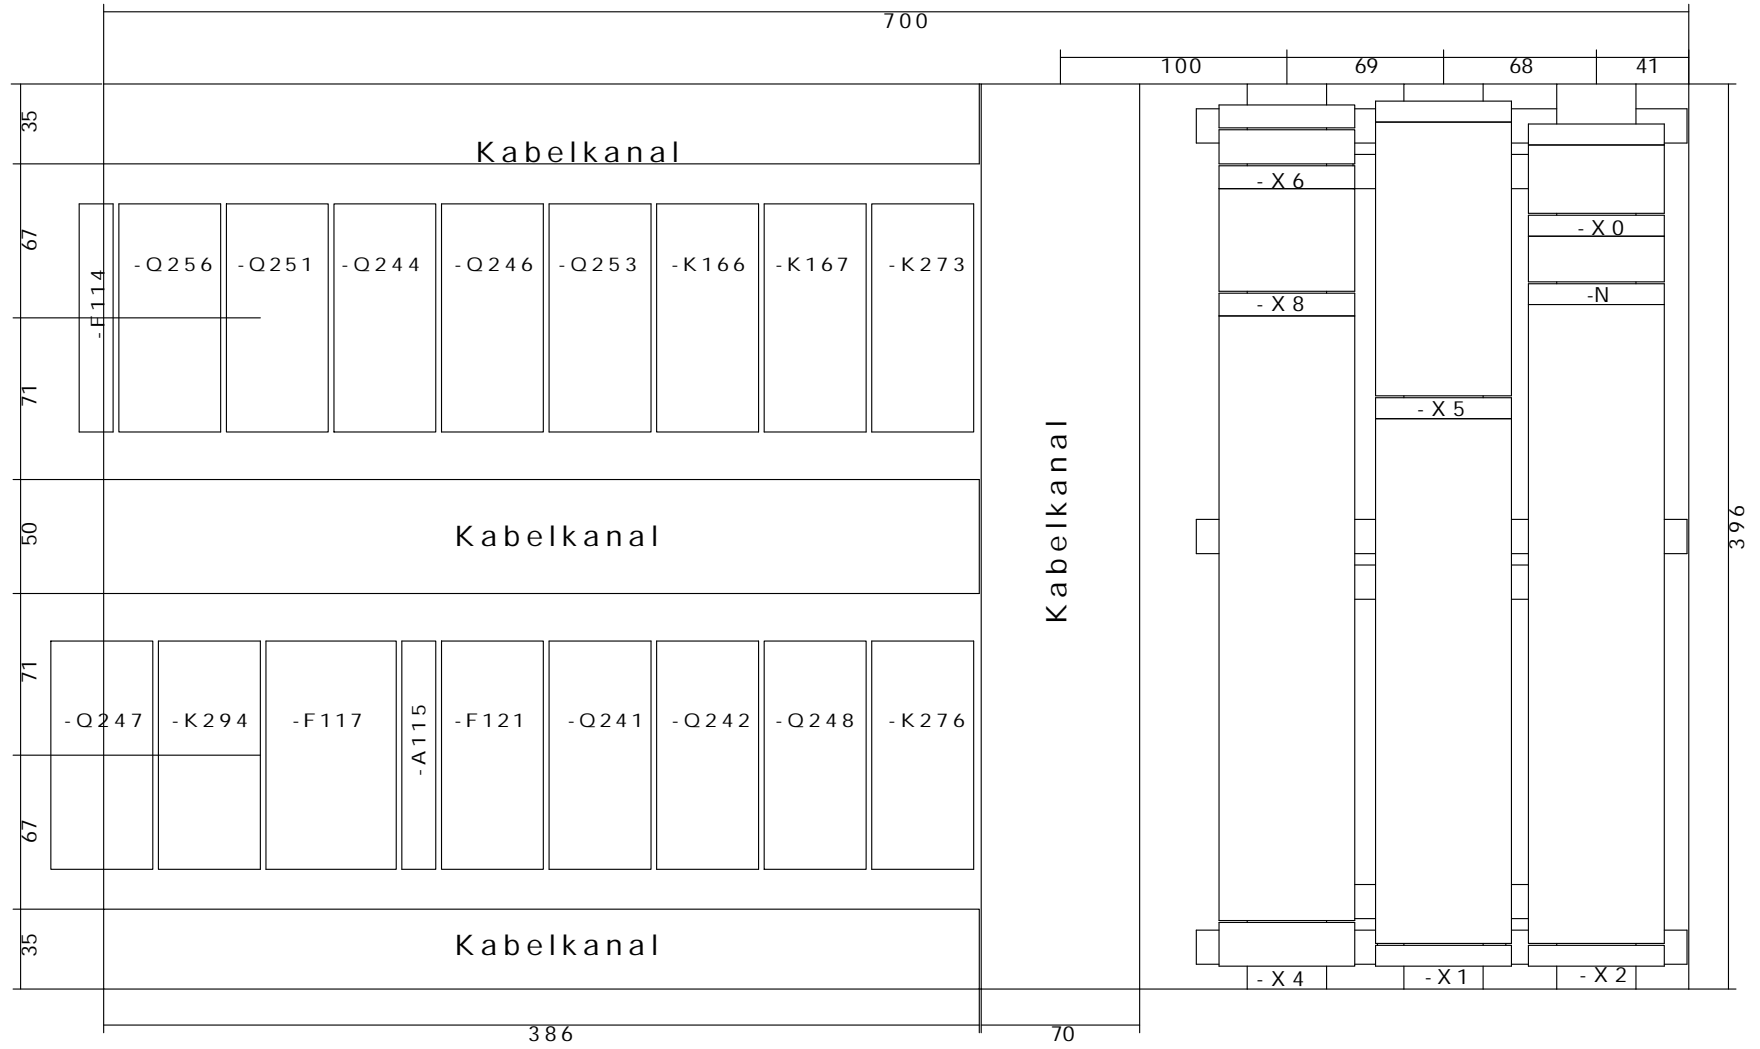 700
100 69 68 41
35
Kabelkanal
67
-F114
-Q256 -Q251 -Q244 -Q246 -Q253 -K166 -K167 -K273
71
50
Kabelkanal
71
-Q247 -K294 -F117 -A115 -F121 -Q241 -Q242 -Q248 -K276
67
35
Kabelkanal
386
70
Kabelkanal
-X6
-X8
-X4
-X5
-X1
-X0
-N
-X2
396